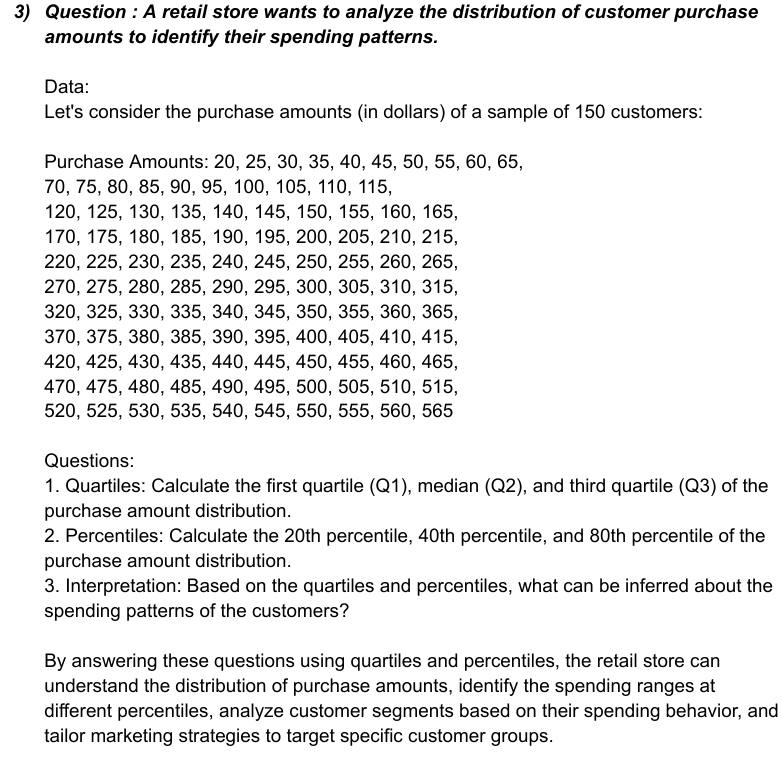 3) Question : A retail store wants to analyze the distribution of customer purchase
amounts to identify their spending patterns.
Data:
Let's consider the purchase amounts (in dollars) of a sample of 150 customers:
Purchase Amounts: 20, 25, 30, 35, 40, 45, 50, 55, 60, 65,
70, 75, 80, 85, 90, 95, 100, 105, 110, 115,
120, 125, 130, 135, 140, 145, 150, 155, 160, 165,
170, 175, 180, 185, 190, 195, 200, 205, 210, 215,
220, 225, 230, 235, 240, 245, 250, 255, 260, 265,
270, 275, 280, 285, 290, 295, 300, 305, 310, 315,
320, 325, 330, 335, 340, 345, 350, 355, 360, 365,
370, 375, 380, 385, 390, 395, 400, 405, 410, 415,
420, 425, 430, 435, 440, 445, 450, 455, 460, 465,
470, 475, 480, 485, 490, 495, 500, 505, 510, 515,
520, 525, 530, 535, 540, 545, 550, 555, 560, 565
Questions:
1. Quartiles: Calculate the first quartile (Q1), median (Q2), and third quartile (Q3) of the
purchase amount distribution.
2. Percentiles: Calculate the 20th percentile, 40th percentile, and 80th percentile of the
purchase amount distribution.
3. Interpretation: Based on the quartiles and percentiles, what can be inferred about the
spending patterns of the customers?
By answering these questions using quartiles and percentiles, the retail store can
understand the distribution of purchase amounts, identify the spending ranges at
different percentiles, analyze customer segments based on their spending behavior, and
tailor marketing strategies to target specific customer groups.